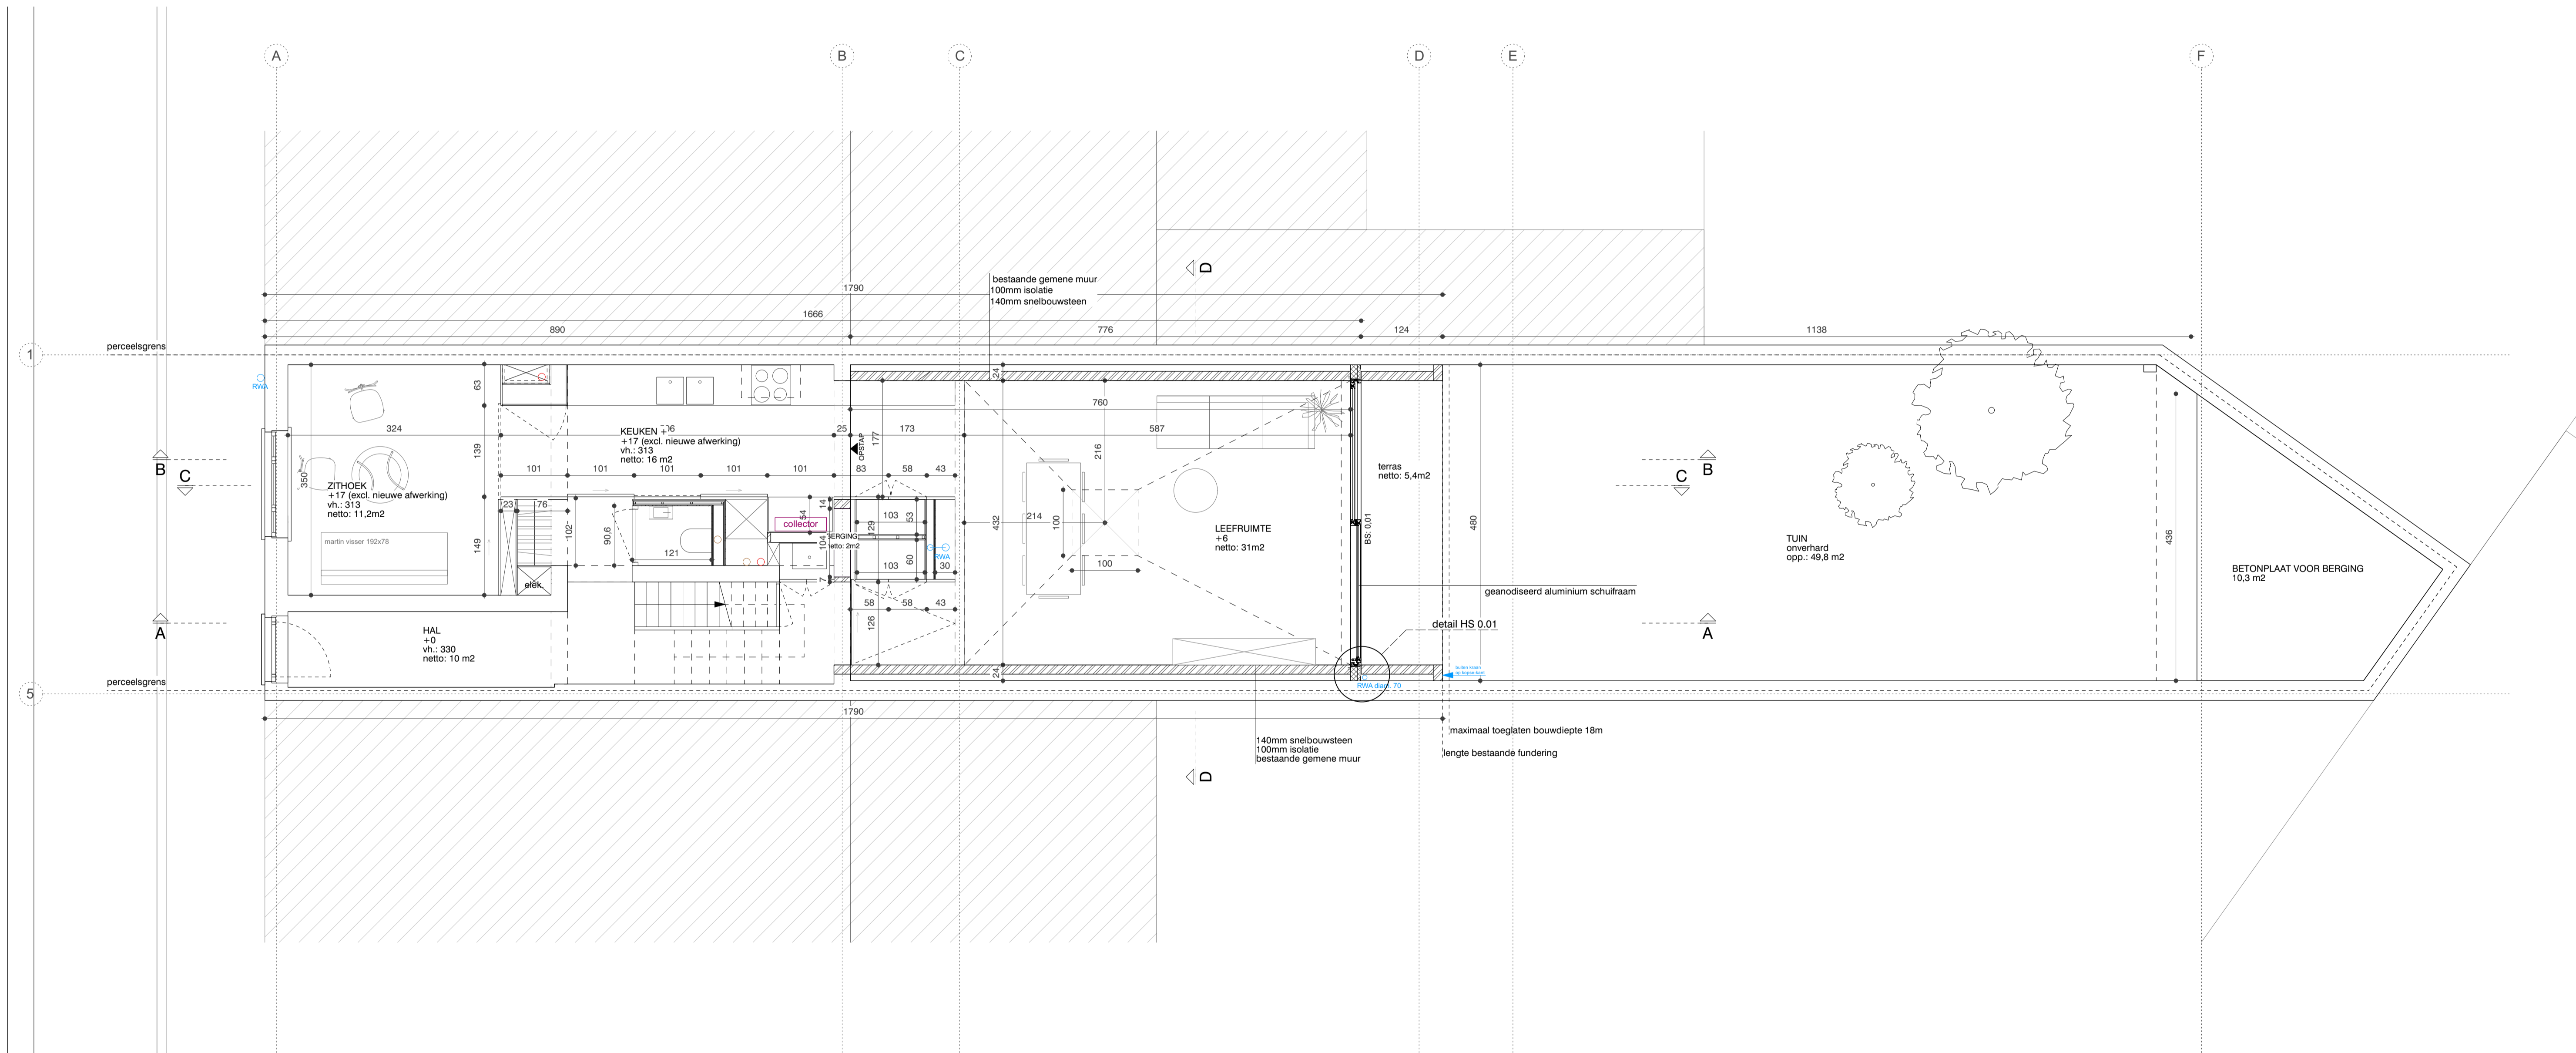 A
B
C
D
E
F
1
5
perceelsgrens
perceelsgrens
bestaande gemene muur
100mm isolatie
140mm snelbouwsteen
D
1790
1666
890
776
124
1138
RWA
63
24
324
139
350
ZITHOEK
+17 (excl. nieuwe afwerking)
vh.: 313
netto: 11,2m2
martin visser 192x78
149
KEUKEN
+17 (excl. nieuwe afwerking)
vh.: 313
netto: 16 m2
25
OPSTAP
177
173
760
587
216
101
101
101
101
101
83
58
43
23
76
102
90,6
121
elek.
54
14
collector
BERGING
netto: 2m2
104
7
129
103
53
103
60
30
RWA
58
58
43
126
432
214
100
100
24
LEEFRUIMTE
+6
netto: 31m2
terras
netto: 5,4m2
BS: 0,01
480
436
B
C
A
B
C
A
HAL
+0
vh.: 330
netto: 10 m2
geanodiseerd aluminium schuifraam
detail HS 0.01
RWA diam. 70
TUIN
onverhard
opp.: 49,8 m2
BETONPLAAT VOOR BERGING
10,3 m2
1790
maximaal toeglaten bouwdiepte 18m
lengte bestaande fundering
140mm snelbouwsteen
100mm isolatie
bestaande gemene muur
D